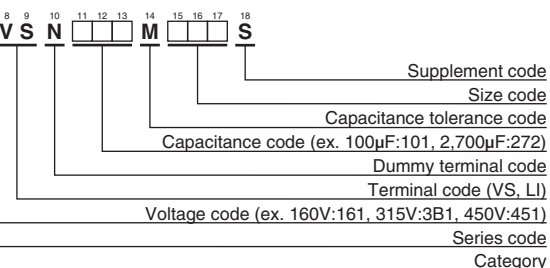 8 9 10 11 12 13 14 15 16 17 18
V S N M S
Supplement code
Size code
Capacitance tolerance code
Capacitance code (ex. 100μF:101, 2,700μF:272)
Dummy terminal code
Terminal code (VS, LI)
Voltage code (ex. 160V:161, 315V:3B1, 450V:451)
Series code
Category